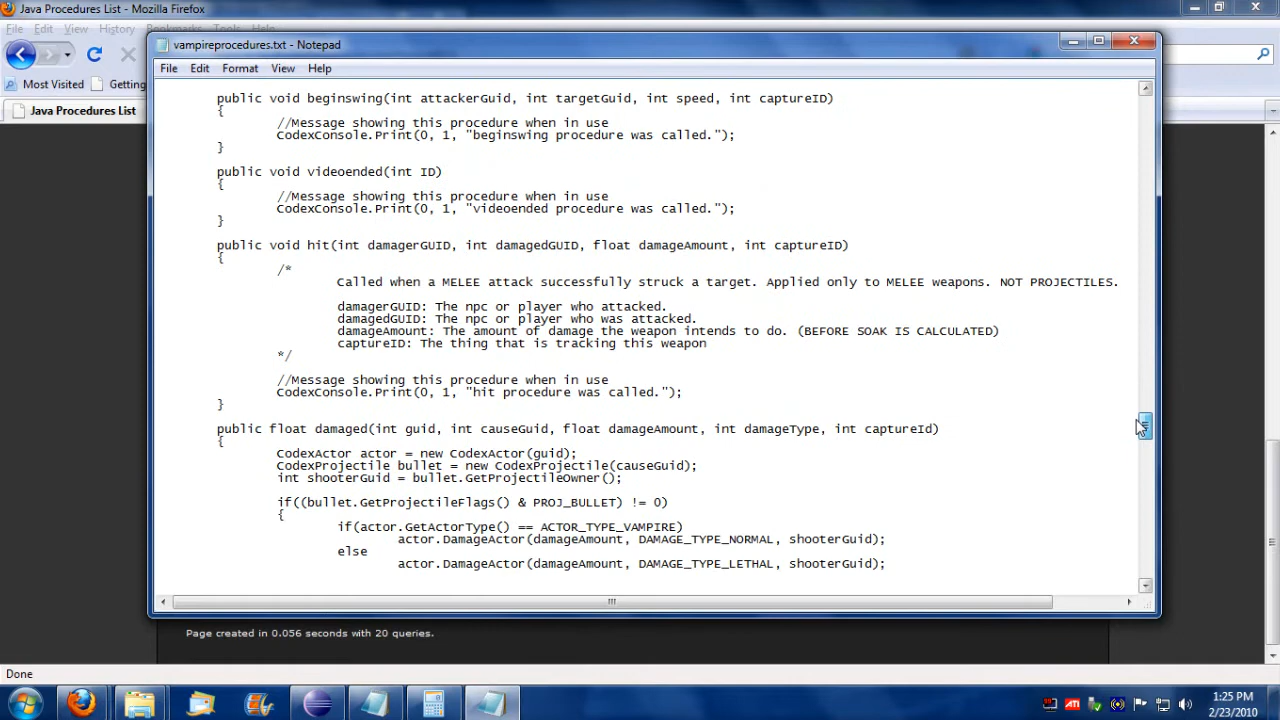 Java Procedures List - Mozilla Firefox
File Edit View History Bookmarks Tools Help
Most Visited Getting
Java Procedures List
vampireprocedures.txt - Notepad
File Edit Format View Help
public void beginswing(int attackerGuid, int targetGuid, int speed, int captureID)
{
//Message showing this procedure when in use
CodexConsole.Print(0, 1, "beginswing procedure was called.");
}
public void videoended(int ID)
{
//Message showing this procedure when in use
CodexConsole.Print(0, 1, "videoended procedure was called.");
}
public void hit(int damagerGUID, int damagedGUID, float damageAmount, int captureID)
{
/*
Called when a MELEE attack successfully struck a target. Applied only to MELEE weapons. NOT PROJECTILES.
damagerGUID: The npc or player who attacked.
damagedGUID: The npc or player who was attacked.
damageAmount: The amount of damage the weapon intends to do. (BEFORE SOAK IS CALCULATED)
captureID: The thing that is tracking this weapon
*/
//Message showing this procedure when in use
CodexConsole.Print(0, 1, "hit procedure was called.");
}
public float damaged(int guid, int causeGuid, float damageAmount, int damageType, int captureId)
{
CodexActor actor = new CodexActor(guid);
CodexProjectile bullet = new CodexProjectile(causeGuid);
int shooterGuid = bullet.GetProjectileOwner();
if((bullet.GetProjectileFlags() & PROJ_BULLET) != 0)
{
if(actor.GetActorType() == ACTOR_TYPE_VAMPIRE)
actor.DamageActor(damageAmount, DAMAGE_TYPE_NORMAL, shooterGuid);
else
actor.DamageActor(damageAmount, DAMAGE_TYPE_LETHAL, shooterGuid);
Page created in 0.056 seconds with 20 queries.
Done
ATI
1:25 PM
2/23/2010